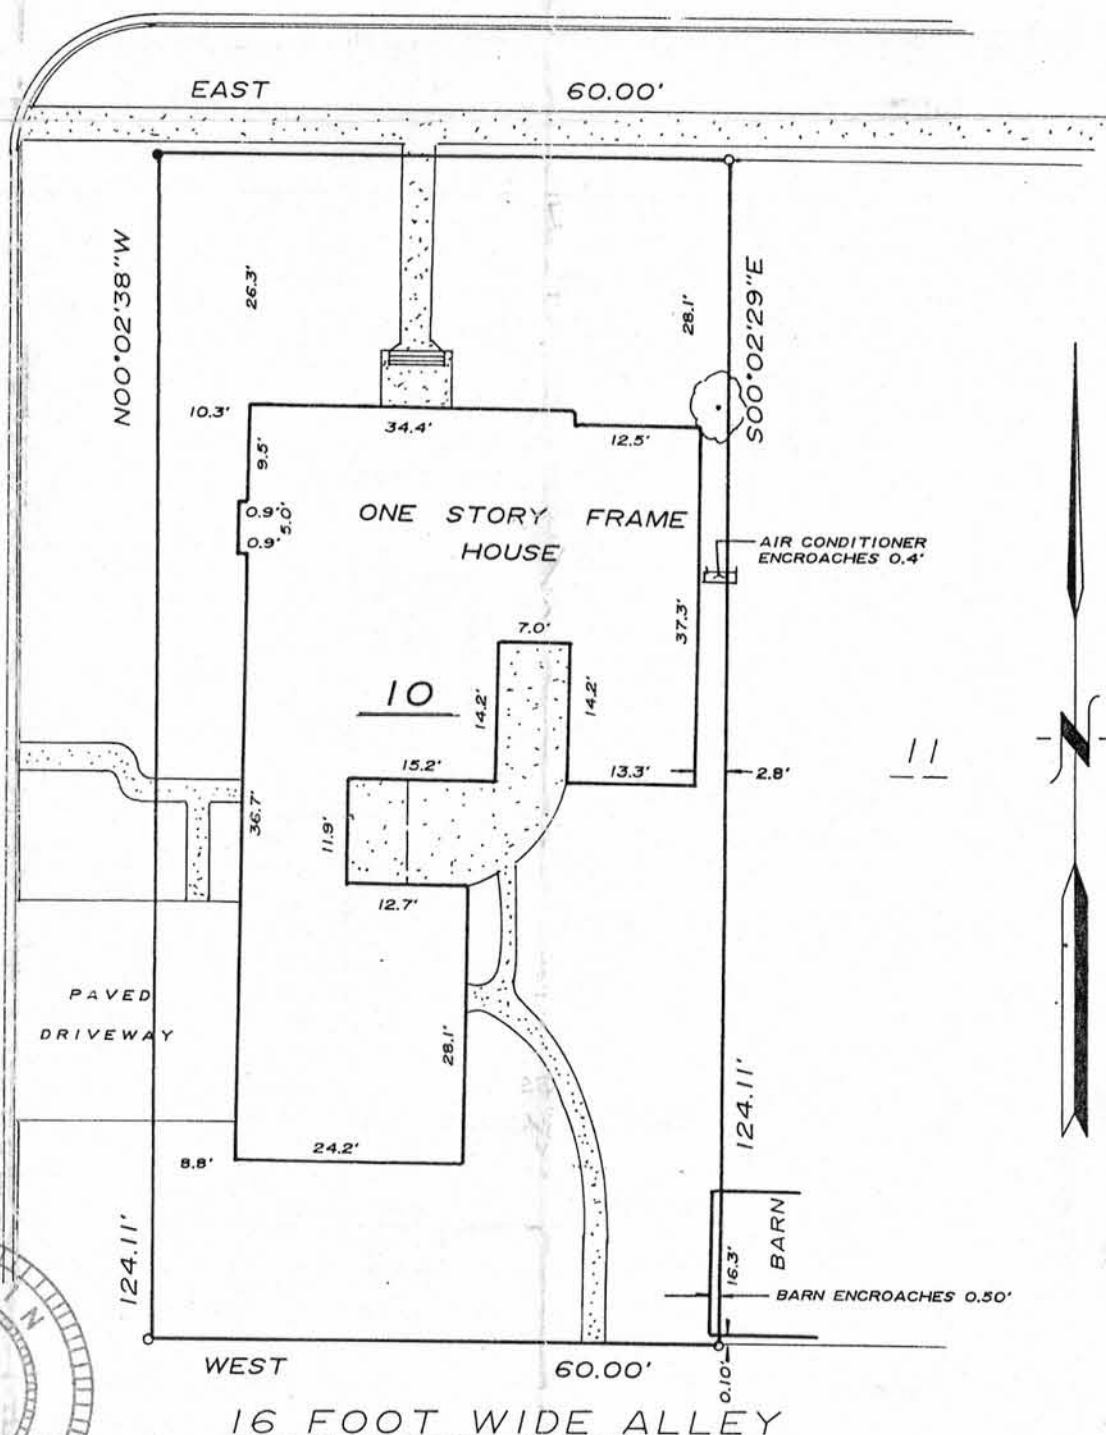 EAST 60.00'
N00°02'38"W
26.3'
28.1'
S00°02'29"E
10.3'
34.4'
12.5'
9.5'
0.9'
5.0'
0.9'
ONE STORY FRAME
HOUSE
AIR CONDITIONER
ENCROACHES 0.4'
37.3'
7.0'
10
14.2'
14.2'
15.2'
13.3'
2.8'
11
N
36.7'
11.9'
12.7'
PAVED
DRIVEWAY
28.1'
124.11'
24.2'
8.8'
BARN
16.3'
124.11'
BARN ENCROACHES 0.50'
IN
WEST 60.00'
0.10'
16 FOOT WIDE ALLEY